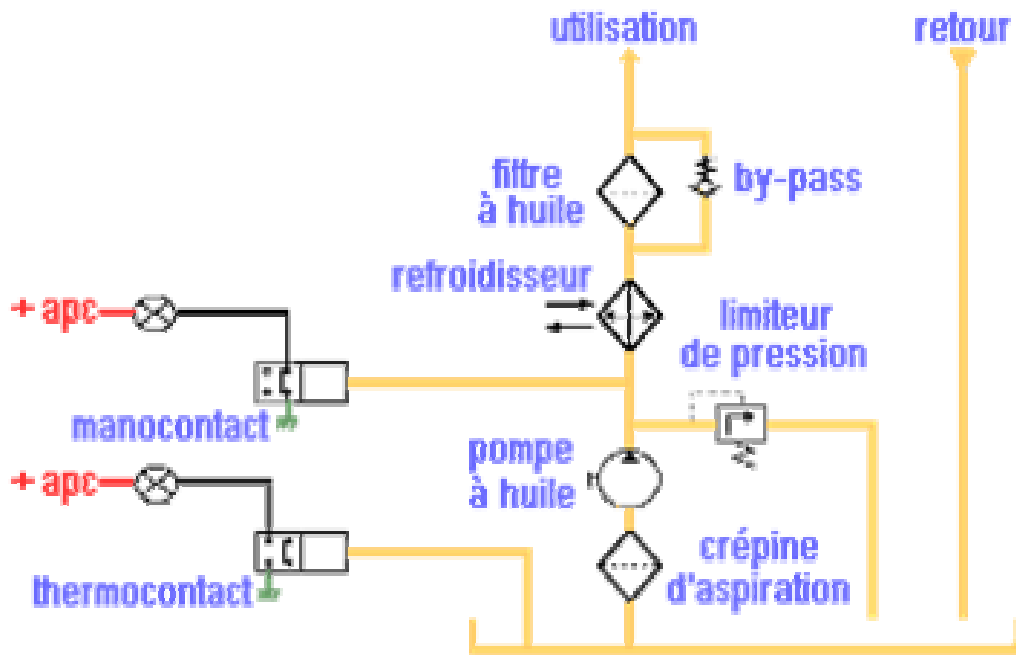 utilisation
retour
filtre
à huile
by-pass
refroidisseur
+ apc
limiteur
de pression
manocontact
pompe
à huile
+ apc
crépine
d'aspiration
thermocontact